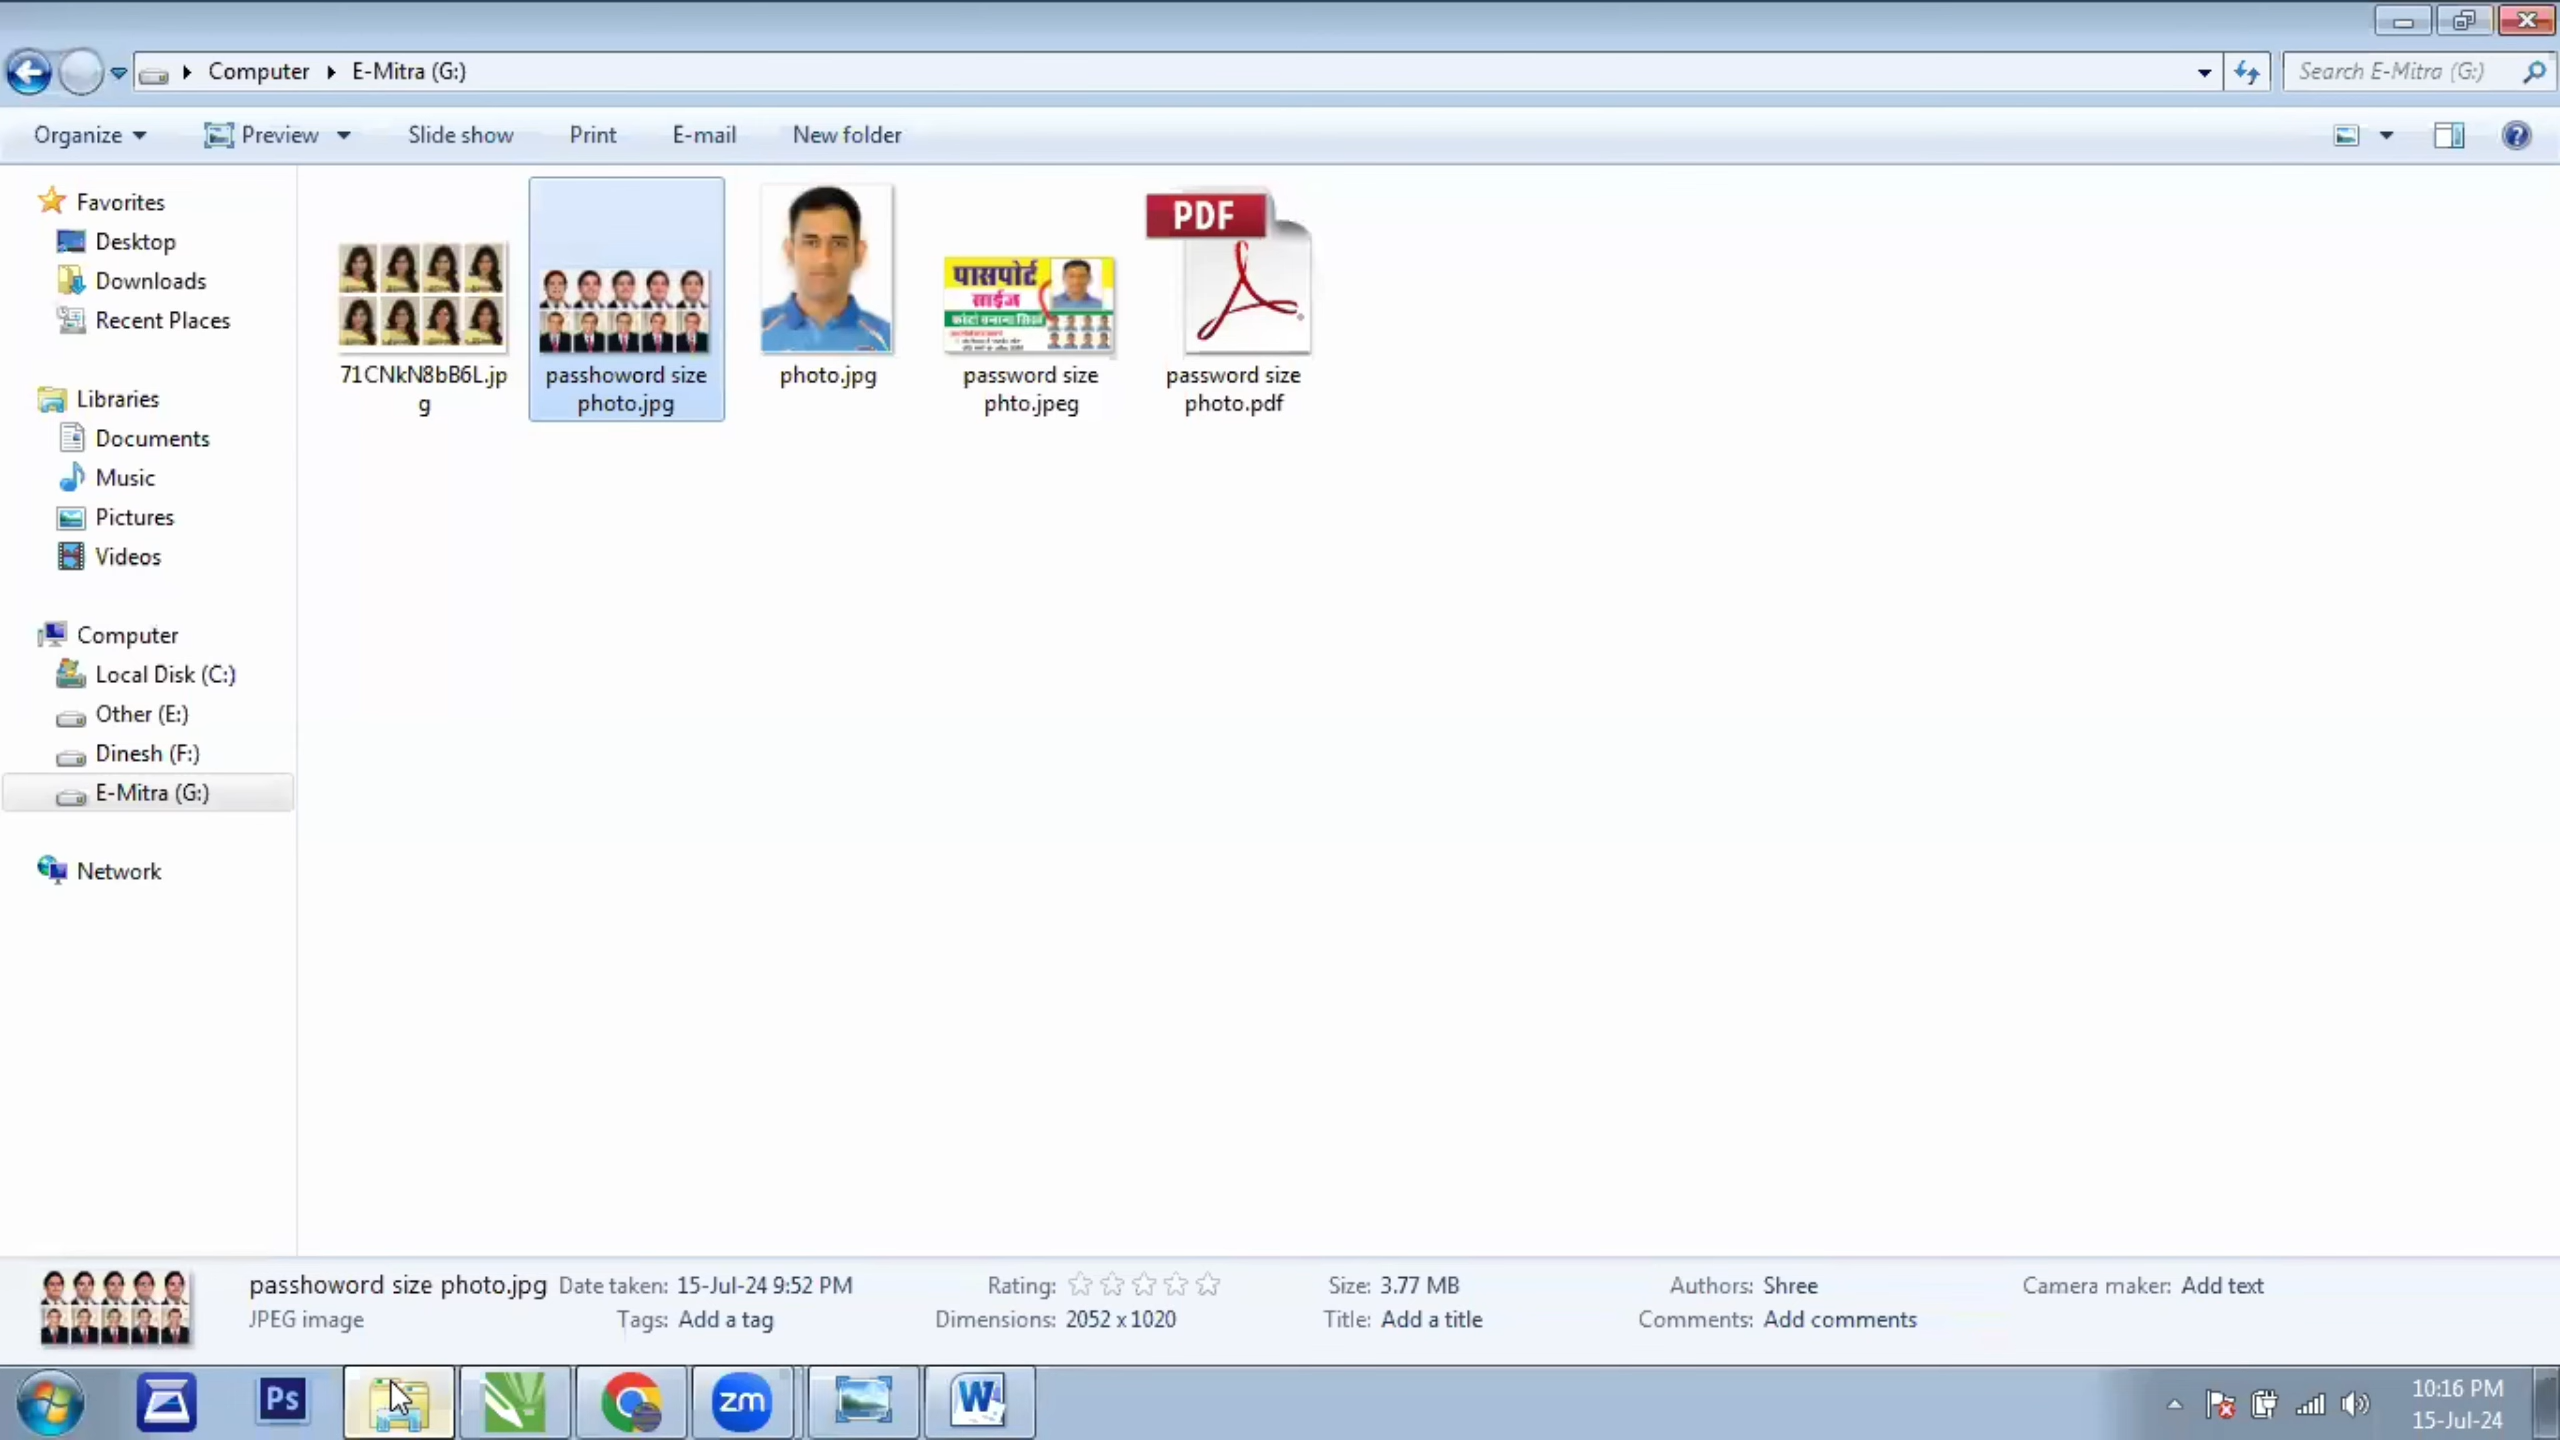 Computer E-Mitra (G:)
Search E-Mitra (G:)
Organize Preview Slide show Print E-mail New folder
Favorites
Desktop
Downloads
Recent Places
Libraries
Documents
Music
Pictures
Videos
Computer
Local Disk (C:)
Other (E:)
Dinesh (F:)
E-Mitra (G:)
Network
पासपोर्ट
साईज
PDF
71CNkN8bB6L.jp
g
passhoword size
photo.jpg
photo.jpg
password size
phto.jpeg
password size
photo.pdf
passhoword size photo.jpg Date taken: 15-Jul-24 9:52 PM Rating: Size: 3.77 MB Authors: Shree Camera maker: Add text
JPEG image Tags: Add a tag Dimensions: 2052 x 1020 Title: Add a title Comments: Add comments
Ps
zm
W
10:16 PM
15-Jul-24